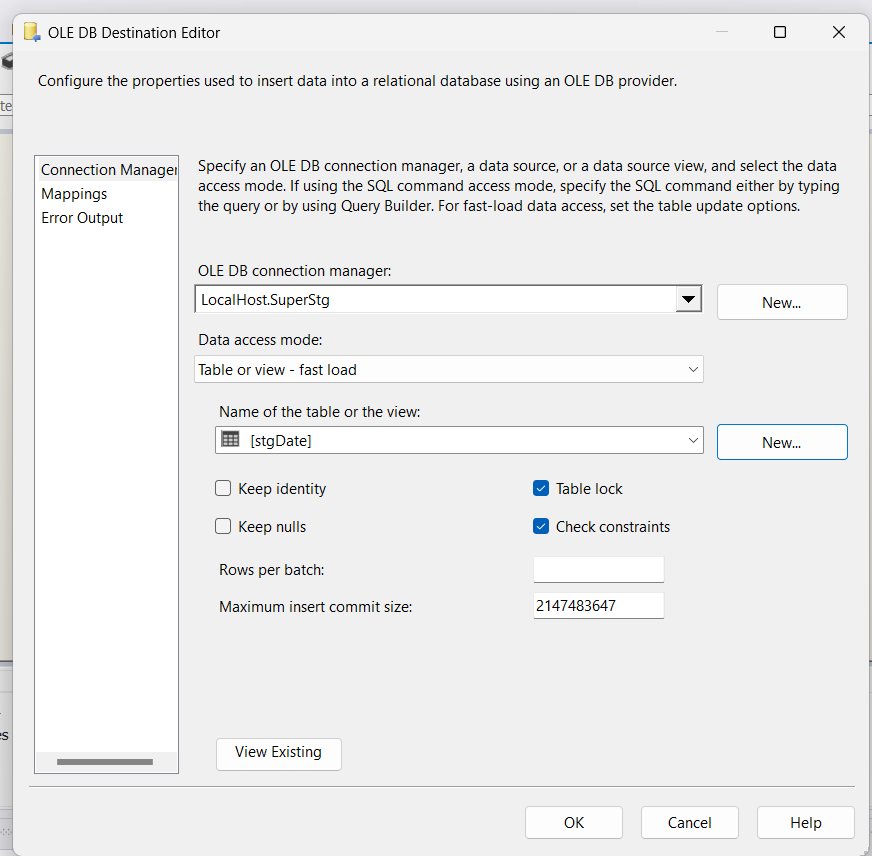 OLE DB Destination Editor
Configure the properties used to insert data into a relational database using an OLE DB provider.
Connection Manager
Mappings
Error Output
Specify an OLE DB connection manager, a data source, or a data source view, and select the data
access mode. If using the SQL command access mode, specify the SQL command either by typing
the query or by using Query Builder. For fast-load data access, set the table update options.
OLE DB connection manager:
LocalHost.SuperStg
New...
Data access mode:
Table or view - fast load
Name of the table or the view:
[stgDate]
New...
Keep identity
Table lock
Keep nulls
Check constraints
Rows per batch:
Maximum insert commit size:
2147483647
View Existing
OK
Cancel
Help